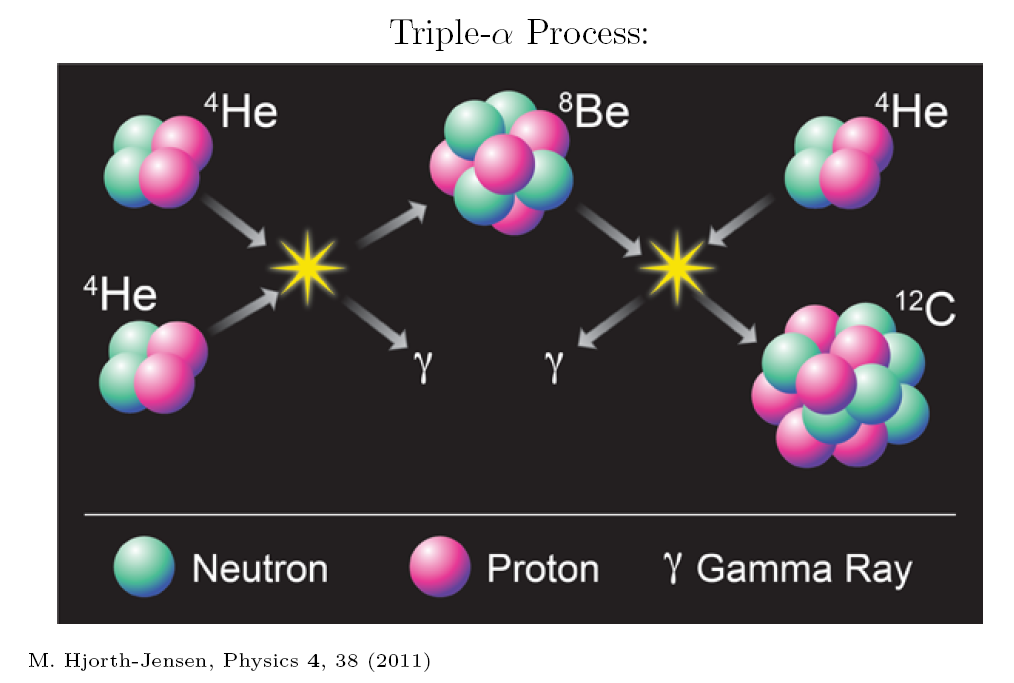 Triple-α Process:
⁴He
⁸Be
⁴He
⁴He
¹²C
γ
γ
Neutron
Proton
γ Gamma Ray
M. Hjorth-Jensen, Physics 4, 38 (2011)